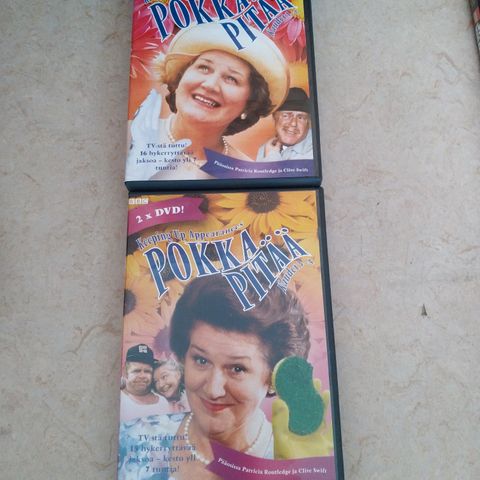 POKKA
PITÄÄ
TV-stä tuttu!
16 hykerryttävää
jaksoa – kesto yli 7
tuntia!
Pääosissa Patricia Routledge ja Clive Swift
BBC
2 x DVD!
Keeping Up Appearances
POKKA
PITÄÄ
TV-stä tuttu!
hykerryttävää
jaksoa – kesto yli
7 tuntia!
Pääosissa Patricia Routledge ja Clive Swift